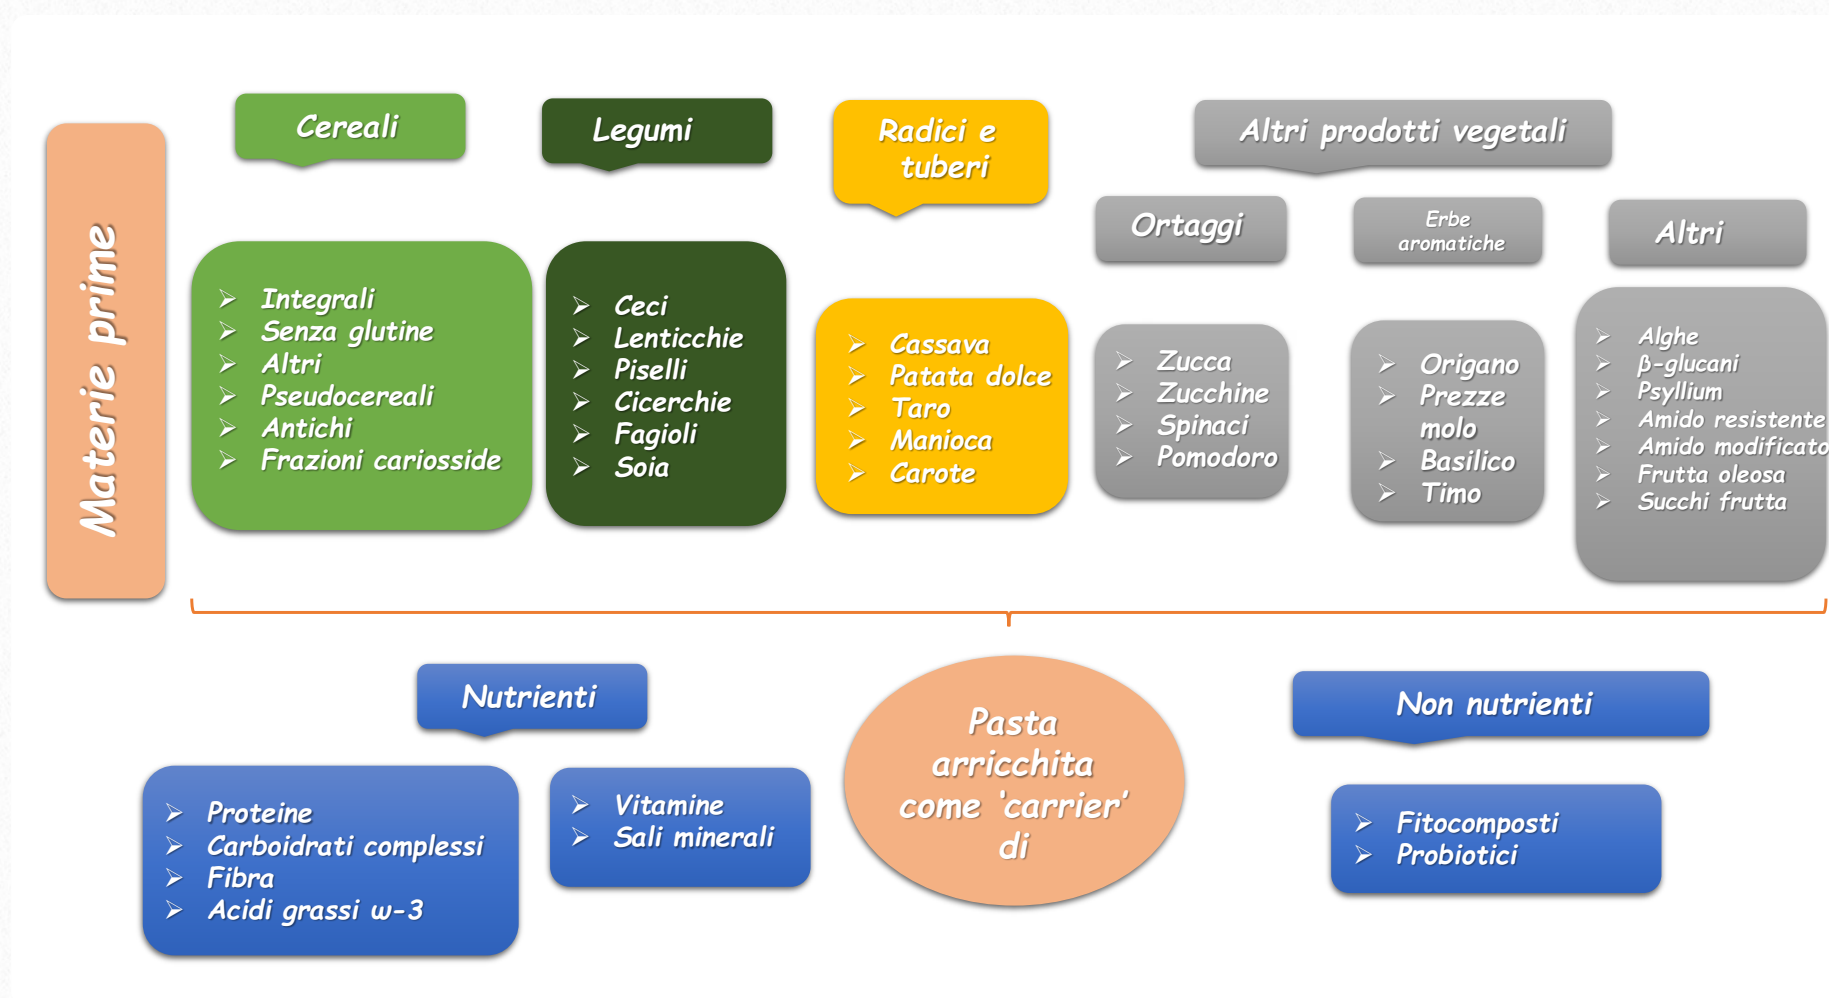 Materie prime
Cereali
Integrali
Senza glutine
Altri
Pseudocereali
Antichi
Frazioni cariosside
Legumi
Ceci
Lenticchie
Piselli
Cicerchie
Fagioli
Soia
Radici e
tuberi
Cassava
Patata dolce
Taro
Manioca
Carote
Altri prodotti vegetali
Ortaggi
Zucca
Zucchine
Spinaci
Pomodoro
Erbe
aromatiche
Origano
Prezze
molo
Basilico
Timo
Altri
Alghe
β-glucani
Psyllium
Amido resistente
Amido modificato
Frutta oleosa
Succhi frutta
Nutrienti
Proteine
Carboidrati complessi
Fibra
Acidi grassi w-3
Vitamine
Sali minerali
Pasta
arricchita
come 'carrier'
di
Non nutrienti
Fitocomposti
Probiotici